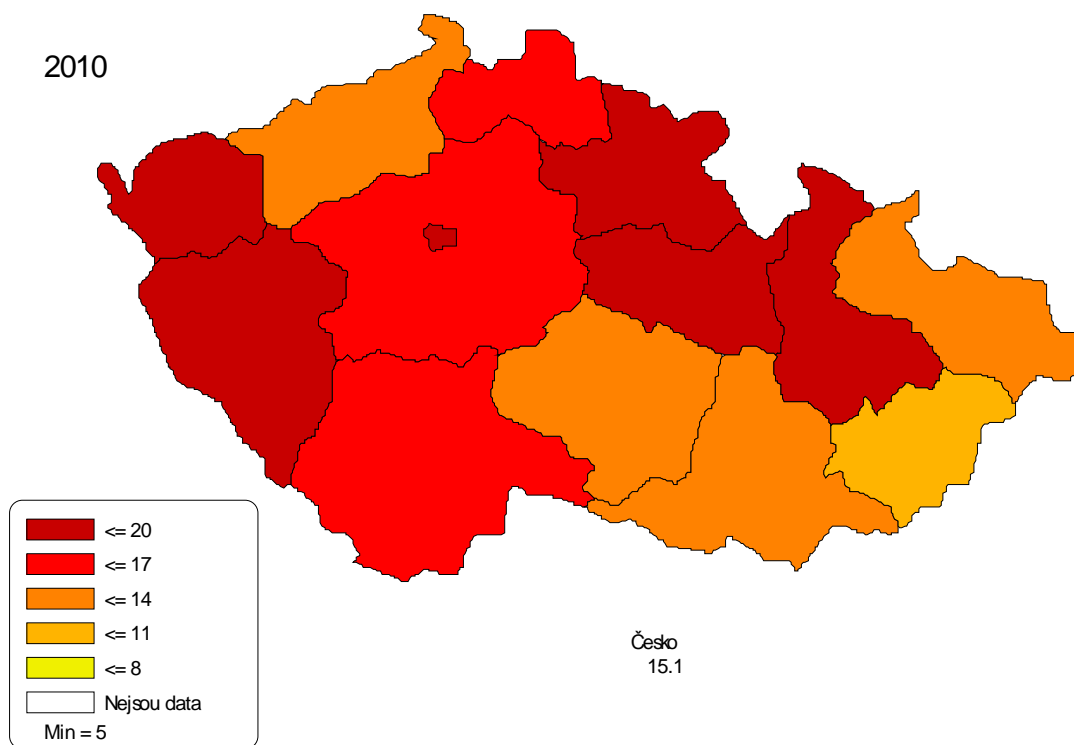 2010
<= 20
<= 17
<= 14
<= 11
<= 8
Nejsou data
Min = 5
Česko
15.1